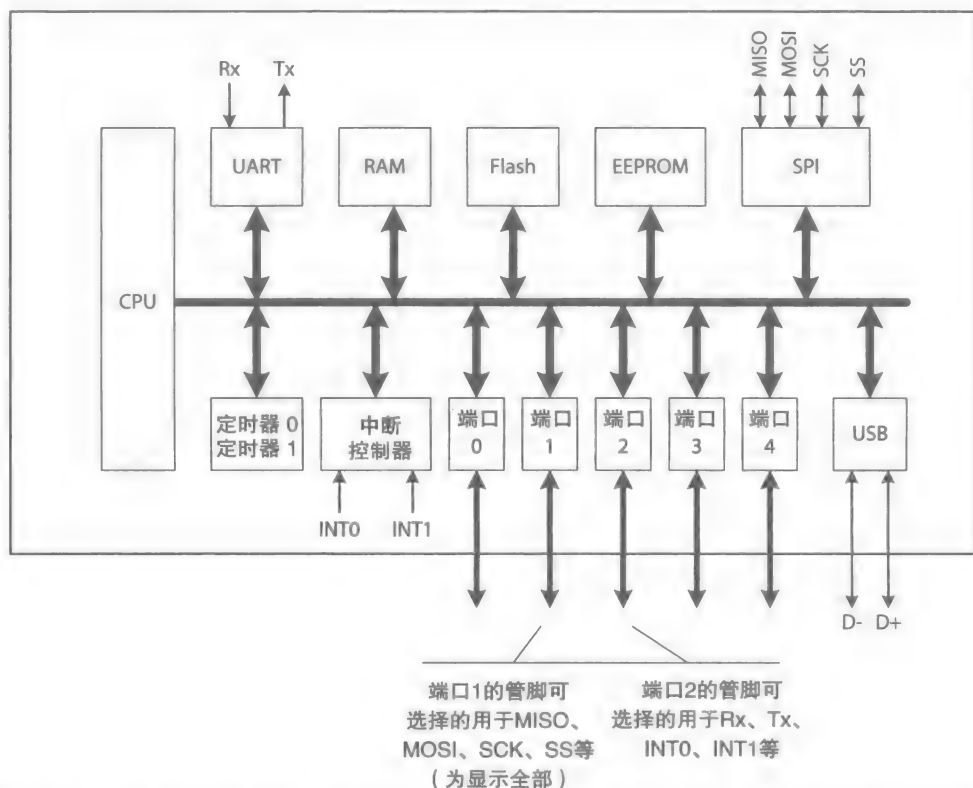 Rx Tx MISO MOSI SCK SS
UART RAM Flash EEPROM SPI
CPU
定时器 0
定时器 1
中断
控制器
端口
0
端口
1
端口
2
端口
3
端口
4
USB
INT0 INT1
D- D+
端口1的管脚可
选择的用于MISO、
MOSI、SCK、SS等
（为显示全部）
端口2的管脚可
选择的用于Rx、Tx、
INT0、INT1等